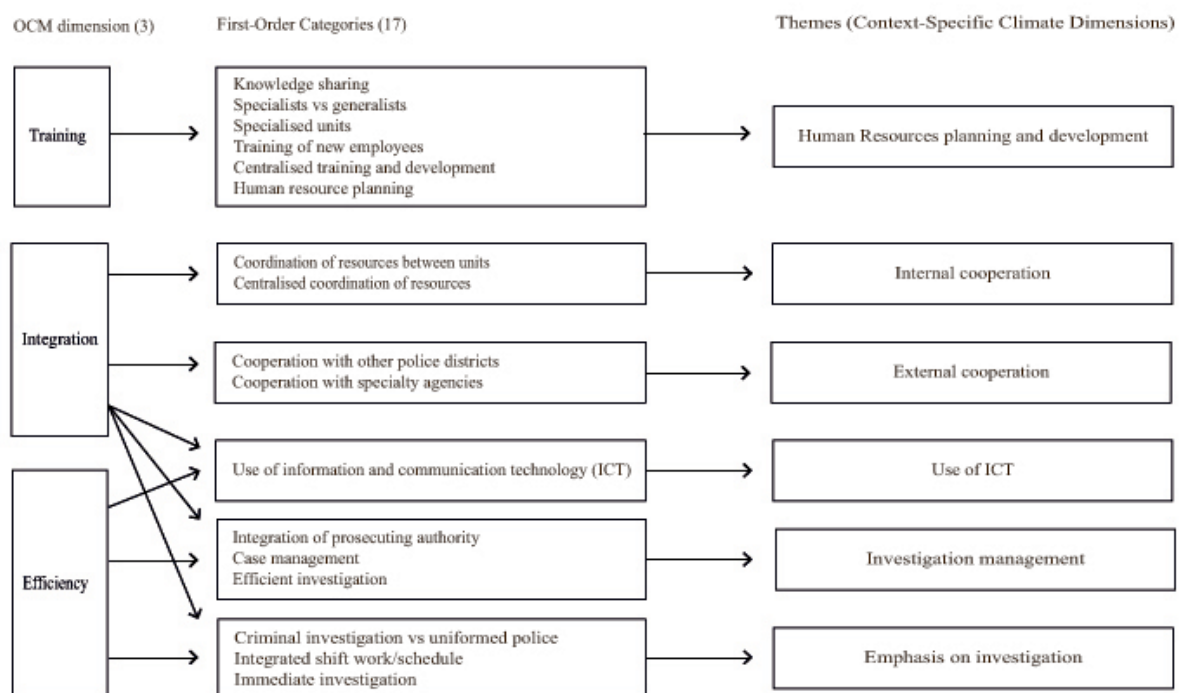 OCM dimension (3)
First-Order Categories (17)
Themes (Context-Specific Climate Dimensions)
Training
Knowledge sharing
Specialists vs generalists
Specialised units
Training of new employees
Centralised training and development
Human resource planning
Human Resources planning and development
Integration
Coordination of resources between units
Centralised coordination of resources
Internal cooperation
Cooperation with other police districts
Cooperation with specialty agencies
External cooperation
Use of information and communication technology (ICT)
Use of ICT
Efficiency
Integration of prosecuting authority
Case management
Efficient investigation
Investigation management
Criminal investigation vs uniformed police
Integrated shift work/schedule
Immediate investigation
Emphasis on investigation